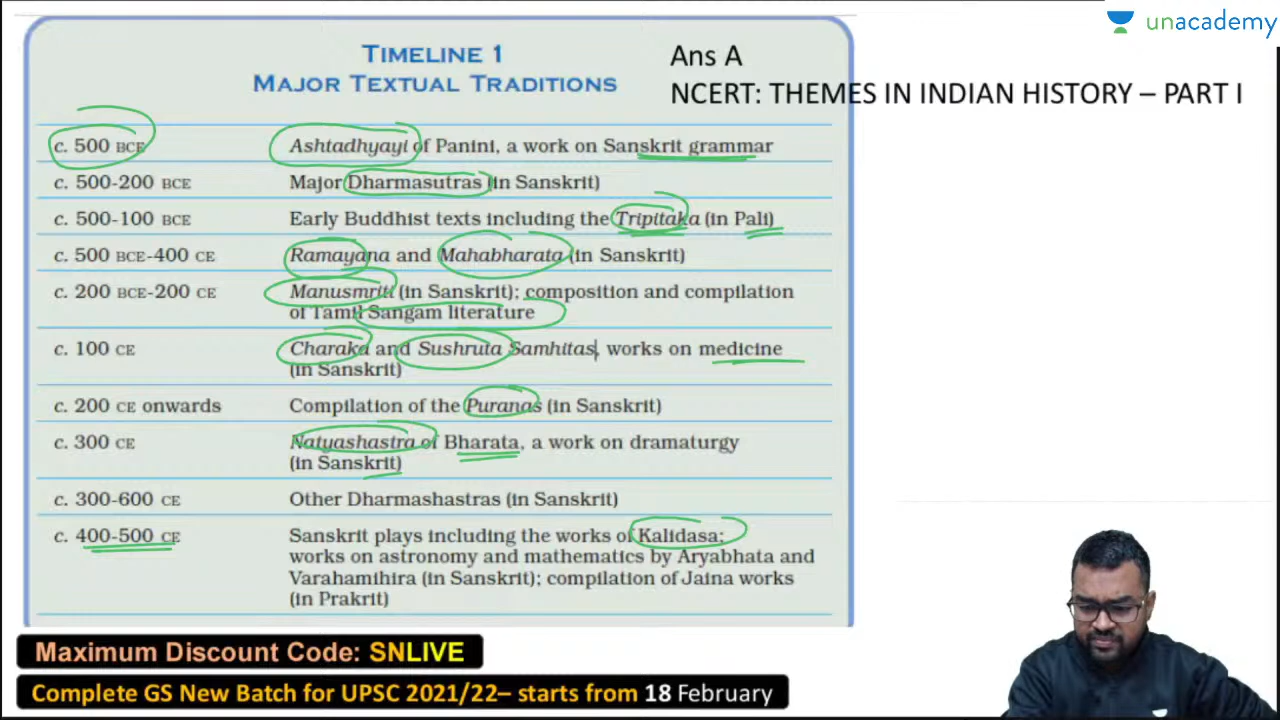 unacademy
TIMELINE 1
MAJOR TEXTUAL TRADITIONS
Ans A
NCERT: THEMES IN INDIAN HISTORY – PART I
c. 500 BCE Ashtadhyayi of Panini, a work on Sanskrit grammar
c. 500-200 BCE Major Dharmasutras (in Sanskrit)
c. 500-100 BCE Early Buddhist texts including the Tripitaka (in Pali)
c. 500 BCE-400 CE Ramayana and Mahabharata (in Sanskrit)
c. 200 BCE-200 CE Manusmriti (in Sanskrit); composition and compilation
of Tamil Sangam literature
c. 100 CE Charaka and Sushruta Samhitas, works on medicine
(in Sanskrit)
c. 200 CE onwards Compilation of the Puranas (in Sanskrit)
c. 300 CE Natyashastra of Bharata, a work on dramaturgy
(in Sanskrit)
c. 300-600 CE Other Dharmashastras (in Sanskrit)
c. 400-500 CE Sanskrit plays including the works of Kalidasa;
works on astronomy and mathematics by Aryabhata and
Varahamihira (in Sanskrit); compilation of Jaina works
(in Prakrit)
Maximum Discount Code: SNLIVE
Complete GS New Batch for UPSC 2021/22– starts from 18 February